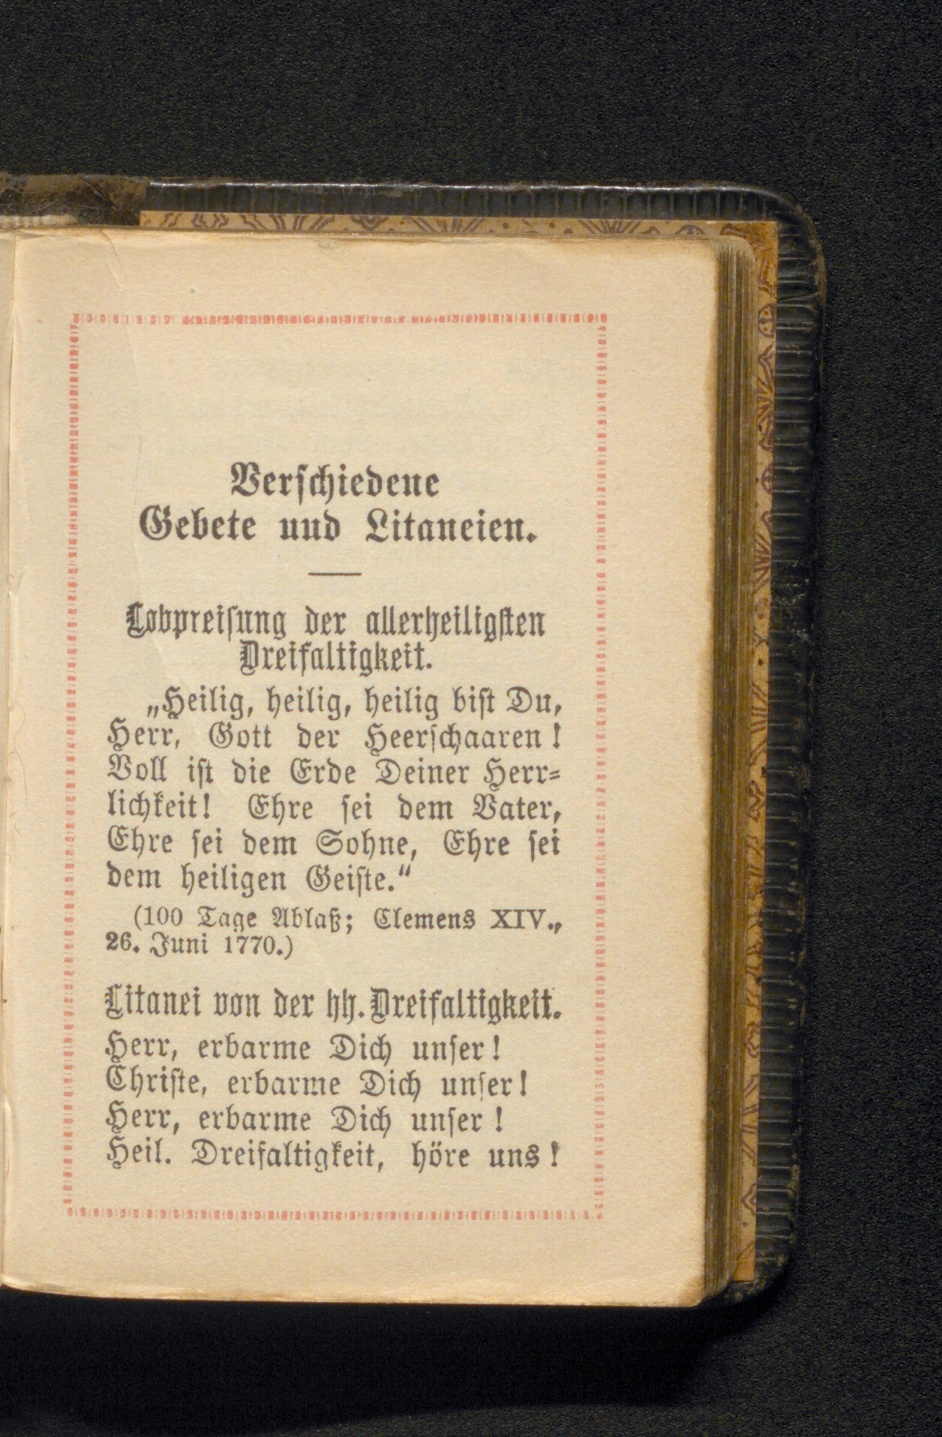 Verschiedene
Gebete und Litaneien.
Lobpreisung der allerheiligsten
Dreifaltigkeit.
„Heilig, heilig, heilig bist Du,
Herr, Gott der Heerschaaren!
Voll ist die Erde Deiner Herr-
lichkeit! Ehre sei dem Vater,
Ehre sei dem Sohne, Ehre sei
dem heiligen Geiste.“
(100 Tage Ablaß; Clemens XIV.,
26. Juni 1770.)
Litanei von der hh. Dreifaltigkeit.
Herr, erbarme Dich unser!
Christe, erbarme Dich unser!
Herr, erbarme Dich unser!
Heil. Dreifaltigkeit, höre uns!